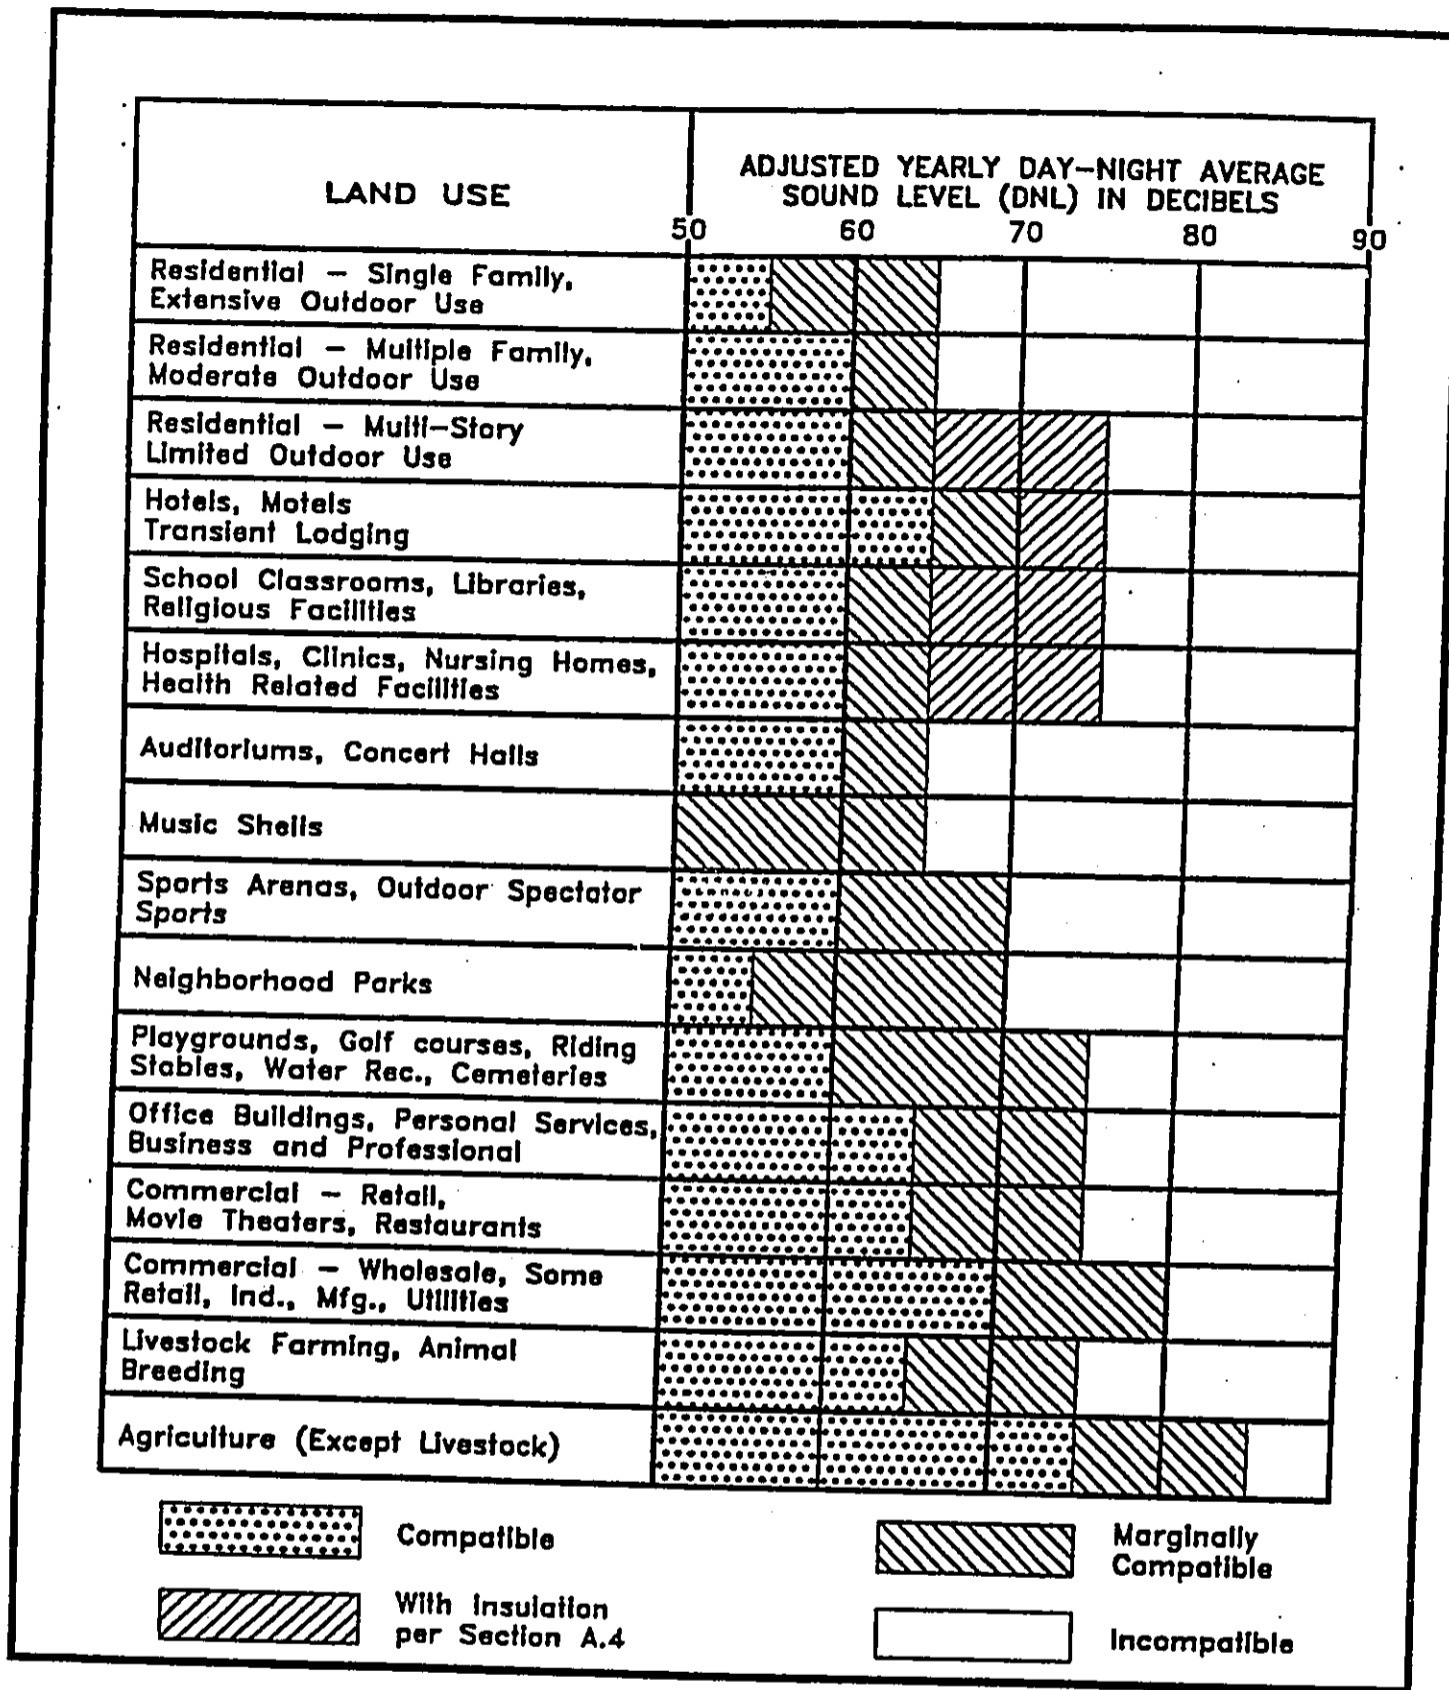 LAND USE
ADJUSTED YEARLY DAY-NIGHT AVERAGE
SOUND LEVEL (DNL) IN DECIBELS
50 60 70 80 90
Residential - Single Family,
Extensive Outdoor Use
Residential - Multiple Family,
Moderate Outdoor Use
Residential - Multi-Story
Limited Outdoor Use
Hotels, Motels
Transient Lodging
School Classrooms, Libraries,
Religious Facilities
Hospitals, Clinics, Nursing Homes,
Health Related Facilities
Auditoriums, Concert Halls
Music Shells
Sports Arenas, Outdoor Spectator
Sports
Neighborhood Parks
Playgrounds, Golf courses, Riding
Stables, Water Rec., Cemeteries
Office Buildings, Personal Services,
Business and Professional
Commercial - Retail,
Movie Theaters, Restaurants
Commercial - Wholesale, Some
Retail, Ind., Mfg., Utilities
Livestock Farming, Animal
Breeding
Agriculture (Except Livestock)
Compatible
Marginally
Compatible
With Insulation
per Section A.4
Incompatible